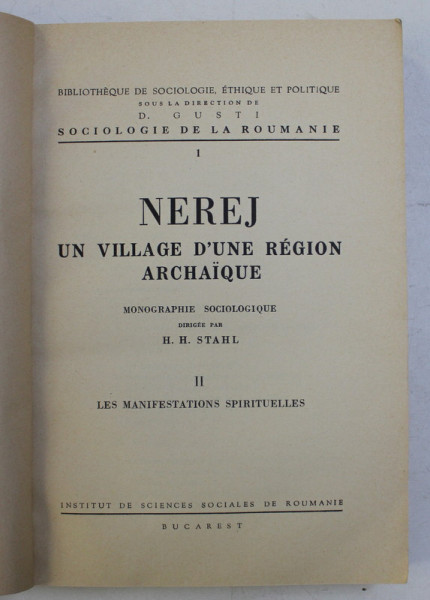 BIBLIOTHÈQUE DE SOCIOLOGIE, ÉTHIQUE ET POLITIQUE
SOUS LA DIRECTION DE
D. GUSTI
SOCIOLOGIE DE LA ROUMANIE
I
NEREJ
UN VILLAGE D'UNE RÉGION
ARCHAÏQUE
MONOGRAPHIE SOCIOLOGIQUE
DIRIGÉE PAR
H. H. STAHL
II
LES MANIFESTATIONS SPIRITUELLES
INSTITUT DE SCIENCES SOCIALES DE ROUMANIE
BUCAREST